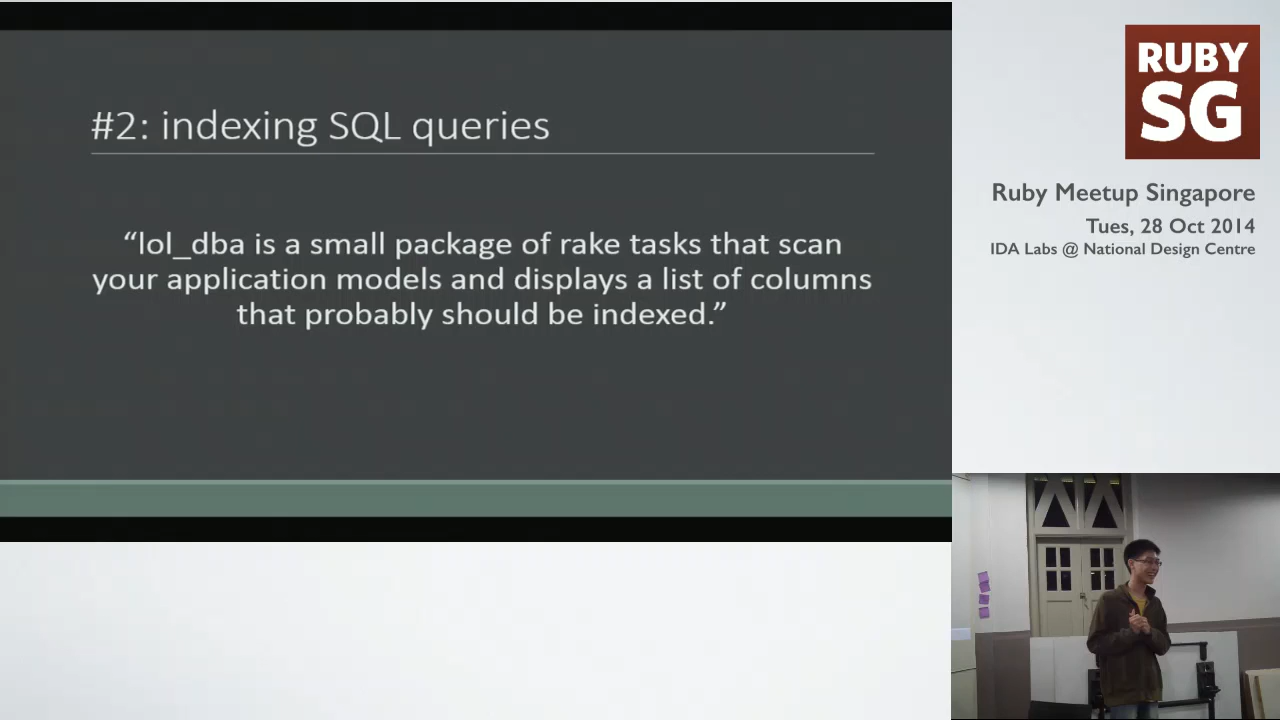 #2: indexing SQL queries
“lol_dba is a small package of rake tasks that scan
your application models and displays a list of columns
that probably should be indexed.”
RUBY
SG
Ruby Meetup Singapore
Tues, 28 Oct 2014
IDA Labs @ National Design Centre